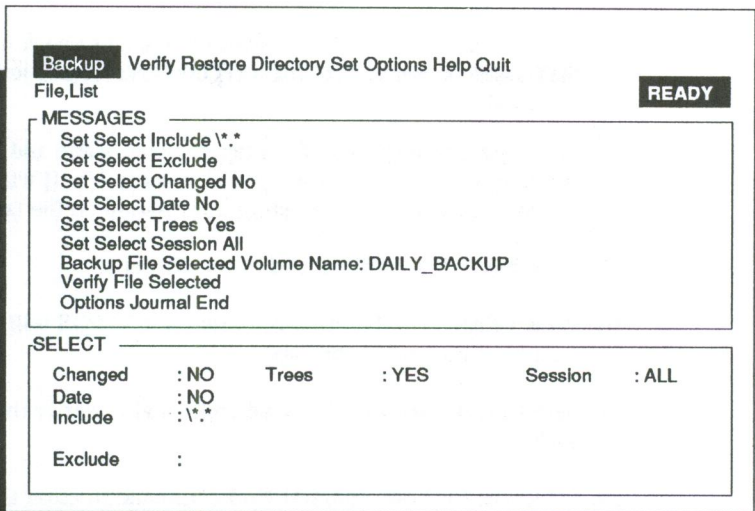 Backup Verify Restore Directory Set Options Help Quit
File,List
READY
MESSAGES
Set Select Include \*.*
Set Select Exclude
Set Select Changed No
Set Select Date No
Set Select Trees Yes
Set Select Session All
Backup File Selected Volume Name: DAILY_BACKUP
Verify File Selected
Options Journal End
SELECT
Changed : NO Trees : YES Session : ALL
Date : NO
Include : \*.*
Exclude :